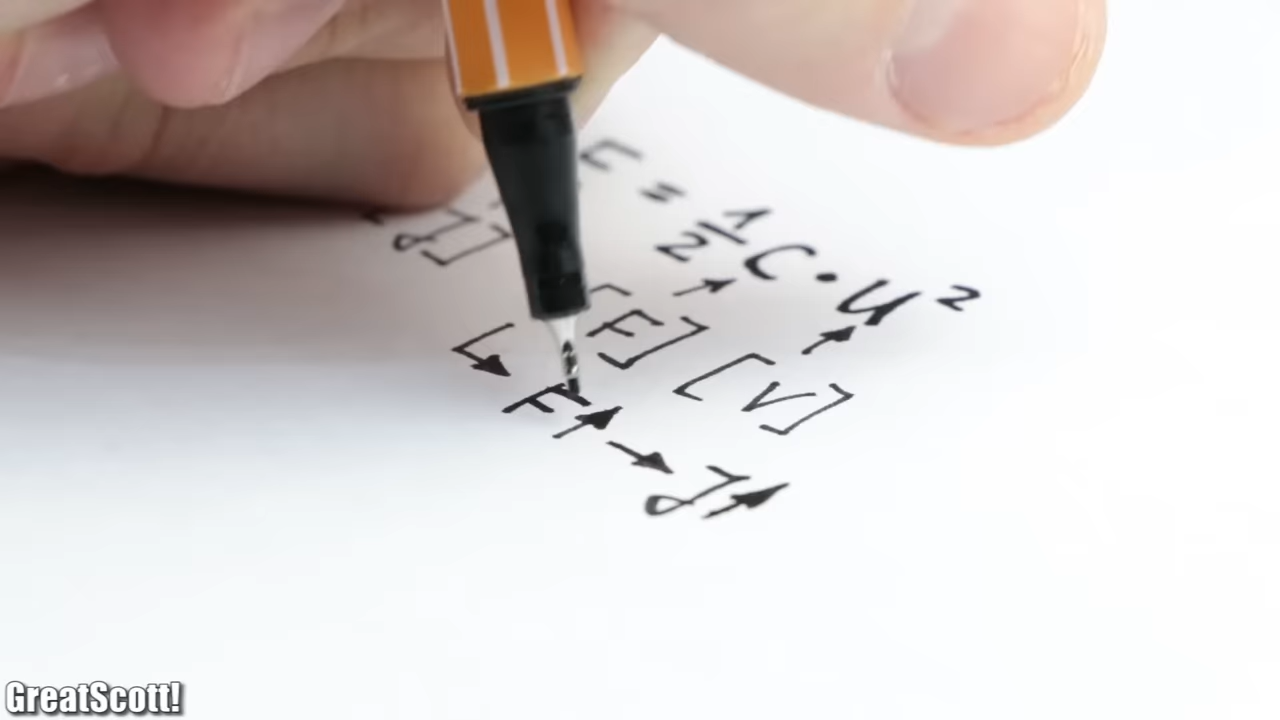 E = 1/2 C · U²
[J] [F] [V]
↳ F↑ → J↑
GreatScott!